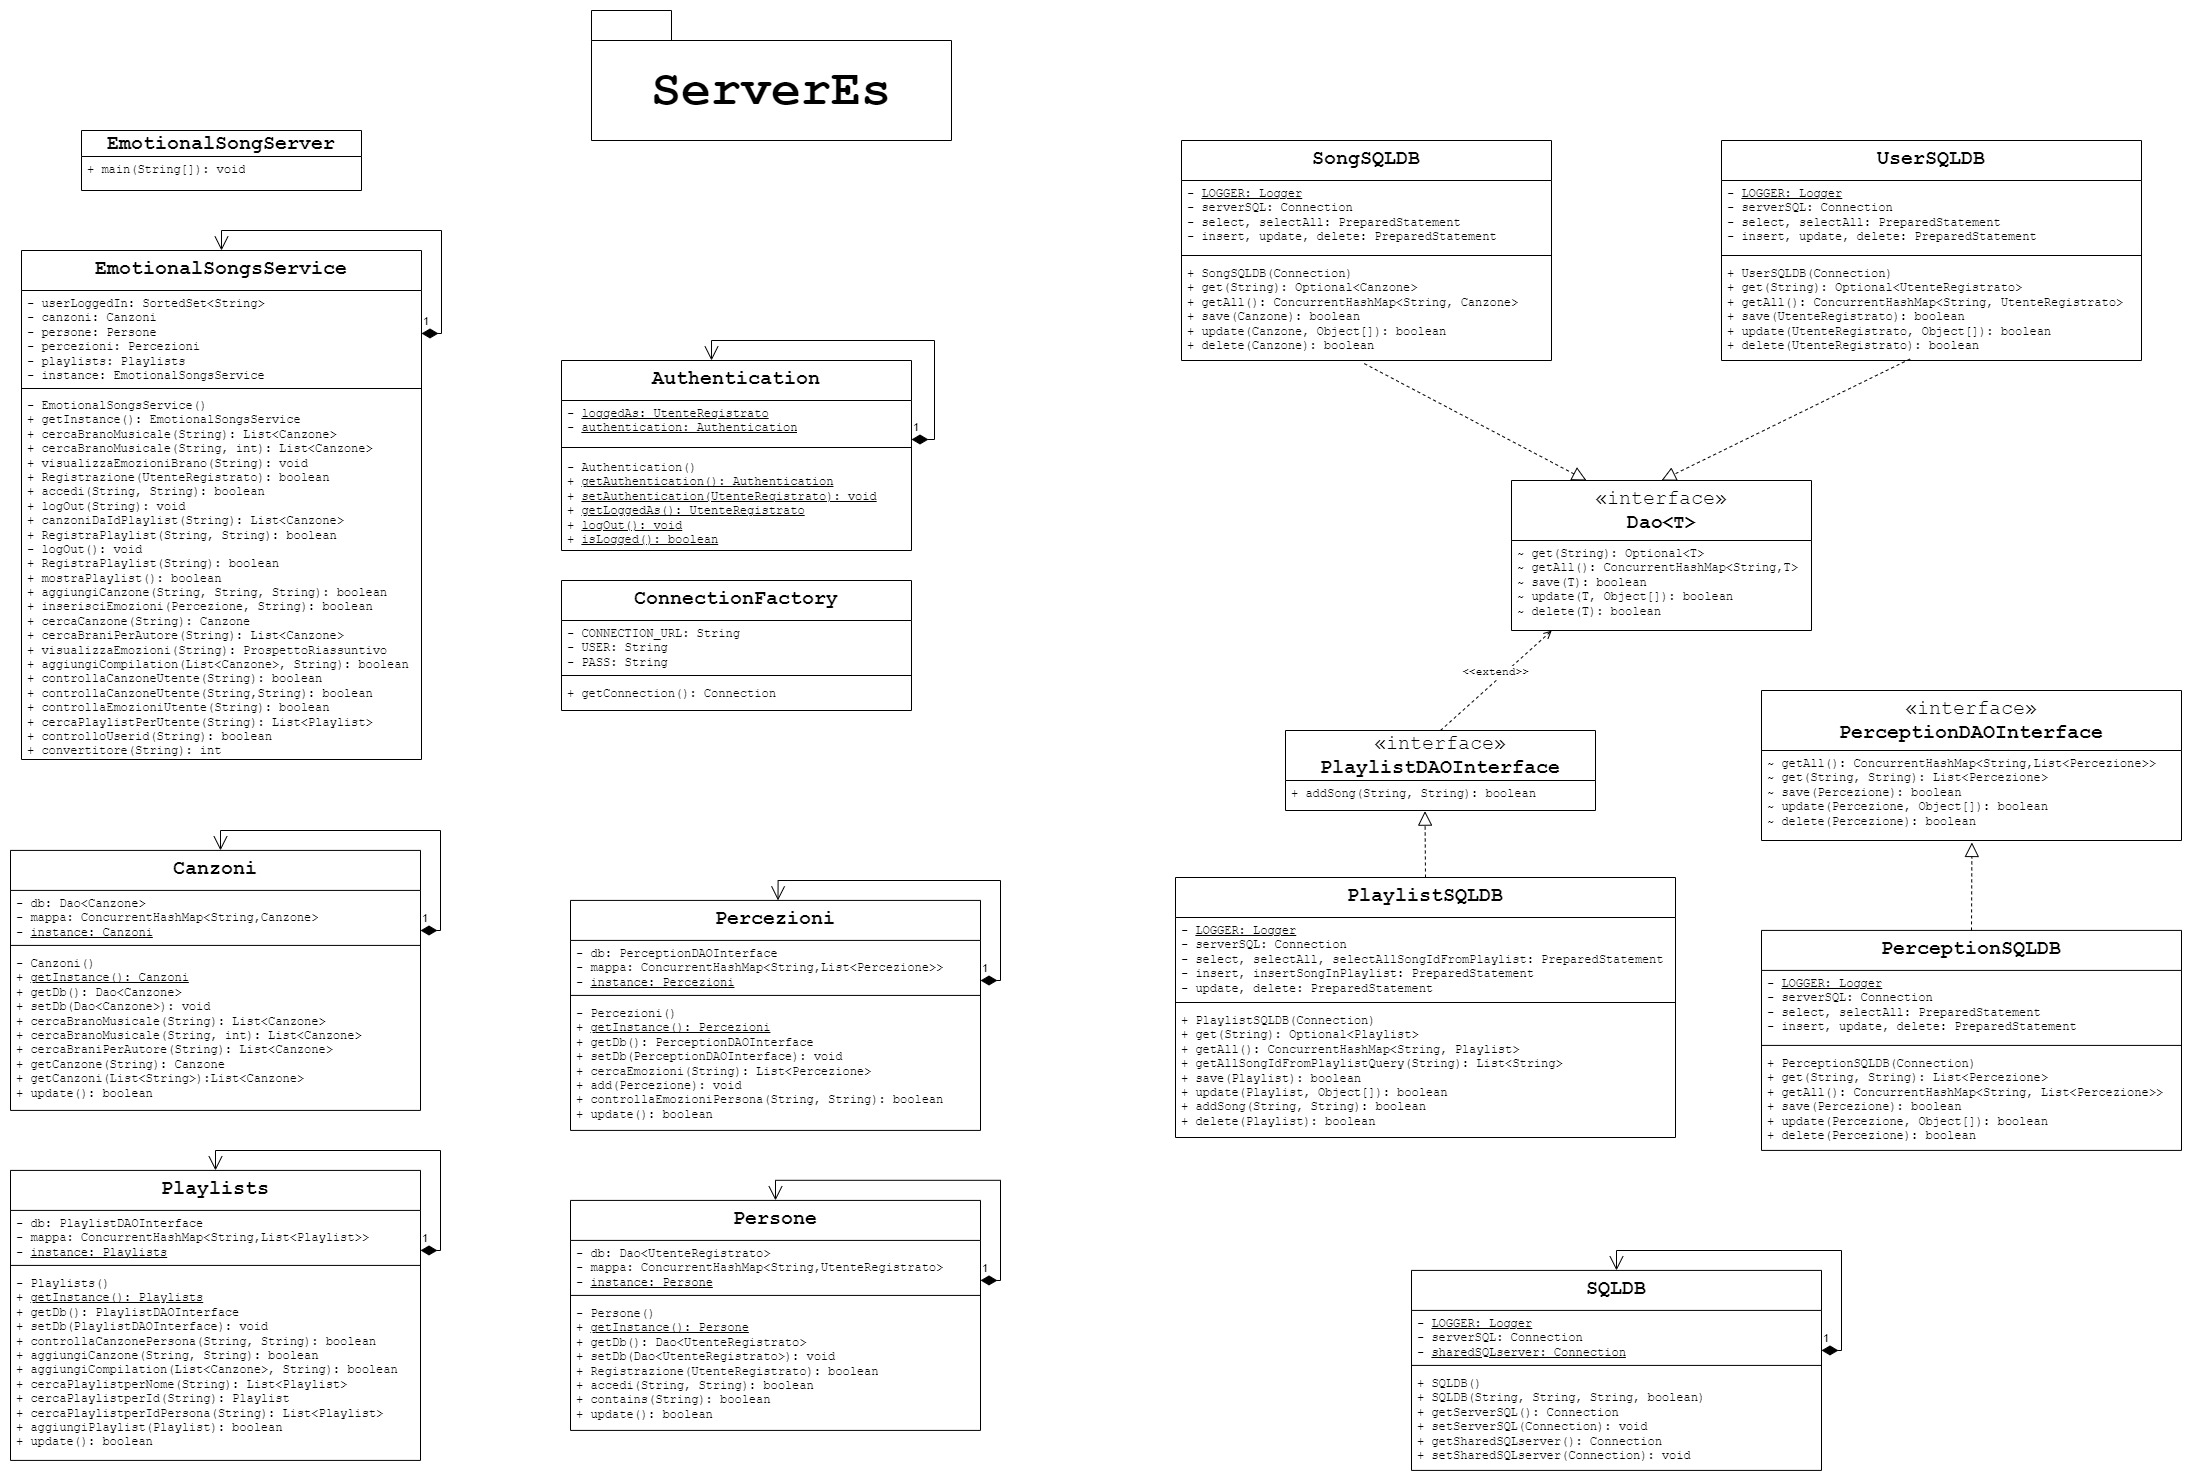 ServerEs
EmotionalSongServer
+ main(String[]): void
EmotionalSongsService
- userLoggedIn: SortedSet<String>
- canzoni: Canzoni
- persone: Persone
- percezioni: Percezioni
- playlists: Playlists
- instance: EmotionalSongsService
1
- EmotionalSongsService()
+ getInstance(): EmotionalSongsService
+ cercaBranoMusicale(String): List<Canzone>
+ cercaBranoMusicale(String, int): List<Canzone>
+ visualizzaEmozioniBrano(String): void
+ Registrazione(UtenteRegistrato): boolean
+ accedi(String, String): boolean
+ logOut(String): void
+ canzoniDaIdPlaylist(String): List<Canzone>
+ RegistraPlaylist(String, String): boolean
- logOut(): void
+ RegistraPlaylist(String): boolean
+ mostraPlaylist(): boolean
+ aggiungiCanzone(String, String, String): boolean
+ inserisciEmozioni(Percezione, String): boolean
+ cercaCanzone(String): Canzone
+ cercaBraniPerAutore(String): List<Canzone>
+ visualizzaEmozioni(String): ProspettoRiassuntivo
+ aggiungiCompilation(List<Canzone>, String): boolean
+ controllaCanzoneUtente(String): boolean
+ controllaCanzoneUtente(String,String): boolean
+ controllaEmozioniUtente(String): boolean
+ cercaPlaylistPerUtente(String): List<Playlist>
+ controlloUserid(String): boolean
+ convertitore(String): int
Authentication
- loggedAs: UtenteRegistrato
- authentication: Authentication
1
- Authentication()
+ getAuthentication(): Authentication
+ setAuthentication(UtenteRegistrato): void
+ getLoggedAs(): UtenteRegistrato
+ logOut(): void
+ isLogged(): boolean
ConnectionFactory
- CONNECTION_URL: String
- USER: String
- PASS: String
+ getConnection(): Connection
Canzoni
- db: Dao<Canzone>
- mappa: ConcurrentHashMap<String,Canzone>
- instance: Canzoni
1
- Canzoni()
+ getInstance(): Canzoni
+ getDb(): Dao<Canzone>
+ setDb(Dao<Canzone>): void
+ cercaBranoMusicale(String): List<Canzone>
+ cercaBranoMusicale(String, int): List<Canzone>
+ cercaBraniPerAutore(String): List<Canzone>
+ getCanzone(String): Canzone
+ getCanzoni(List<String>):List<Canzone>
+ update(): boolean
Percezioni
- db: PerceptionDAOInterface
- mappa: ConcurrentHashMap<String,List<Percezione>>
- instance: Percezioni
1
- Percezioni()
+ getInstance(): Percezioni
+ getDb(): PerceptionDAOInterface
+ setDb(PerceptionDAOInterface): void
+ cercaEmozioni(String): List<Percezione>
+ add(Percezione): void
+ controllaEmozioniPersona(String, String): boolean
+ update(): boolean
Playlists
- db: PlaylistDAOInterface
- mappa: ConcurrentHashMap<String,List<Playlist>>
- instance: Playlists
1
- Playlists()
+ getInstance(): Playlists
+ getDb(): PlaylistDAOInterface
+ setDb(PlaylistDAOInterface): void
+ controllaCanzonePersona(String, String): boolean
+ aggiungiCanzone(String, String): boolean
+ aggiungiCompilation(List<Canzone>, String): boolean
+ cercaPlaylistperNome(String): List<Playlist>
+ cercaPlaylistperId(String): Playlist
+ cercaPlaylistperIdPersona(String): List<Playlist>
+ aggiungiPlaylist(Playlist): boolean
+ update(): boolean
Persone
- db: Dao<UtenteRegistrato>
- mappa: ConcurrentHashMap<String,UtenteRegistrato>
- instance: Persone
1
- Persone()
+ getInstance(): Persone
+ getDb(): Dao<UtenteRegistrato>
+ setDb(Dao<UtenteRegistrato>): void
+ Registrazione(UtenteRegistrato): boolean
+ accedi(String, String): boolean
+ contains(String): boolean
+ update(): boolean
SongSQLDB
- LOGGER: Logger
- serverSQL: Connection
- select, selectAll: PreparedStatement
- insert, update, delete: PreparedStatement
+ SongSQLDB(Connection)
+ get(String): Optional<Canzone>
+ getAll(): ConcurrentHashMap<String, Canzone>
+ save(Canzone): boolean
+ update(Canzone, Object[]): boolean
+ delete(Canzone): boolean
UserSQLDB
- LOGGER: Logger
- serverSQL: Connection
- select, selectAll: PreparedStatement
- insert, update, delete: PreparedStatement
+ UserSQLDB(Connection)
+ get(String): Optional<UtenteRegistrato>
+ getAll(): ConcurrentHashMap<String, UtenteRegistrato>
+ save(UtenteRegistrato): boolean
+ update(UtenteRegistrato, Object[]): boolean
+ delete(UtenteRegistrato): boolean
«interface»
Dao<T>
~ get(String): Optional<T>
~ getAll(): ConcurrentHashMap<String,T>
~ save(T): boolean
~ update(T, Object[]): boolean
~ delete(T): boolean
<<extend>>
«interface»
PlaylistDAOInterface
+ addSong(String, String): boolean
«interface»
PerceptionDAOInterface
~ getAll(): ConcurrentHashMap<String,List<Percezione>>
~ get(String, String): List<Percezione>
~ save(Percezione): boolean
~ update(Percezione, Object[]): boolean
~ delete(Percezione): boolean
PlaylistSQLDB
- LOGGER: Logger
- serverSQL: Connection
- select, selectAll, selectAllSongIdFromPlaylist: PreparedStatement
- insert, insertSongInPlaylist: PreparedStatement
- update, delete: PreparedStatement
+ PlaylistSQLDB(Connection)
+ get(String): Optional<Playlist>
+ getAll(): ConcurrentHashMap<String, Playlist>
+ getAllSongIdFromPlaylistQuery(String): List<String>
+ save(Playlist): boolean
+ update(Playlist, Object[]): boolean
+ addSong(String, String): boolean
+ delete(Playlist): boolean
PerceptionSQLDB
- LOGGER: Logger
- serverSQL: Connection
- select, selectAll: PreparedStatement
- insert, update, delete: PreparedStatement
+ PerceptionSQLDB(Connection)
+ get(String, String): List<Percezione>
+ getAll(): ConcurrentHashMap<String, List<Percezione>>
+ save(Percezione): boolean
+ update(Percezione, Object[]): boolean
+ delete(Percezione): boolean
SQLDB
- LOGGER: Logger
- serverSQL: Connection
- sharedSQLserver: Connection
1
+ SQLDB()
+ SQLDB(String, String, String, boolean)
+ getServerSQL(): Connection
+ setServerSQL(Connection): void
+ getSharedSQLserver(): Connection
+ setSharedSQLserver(Connection): void